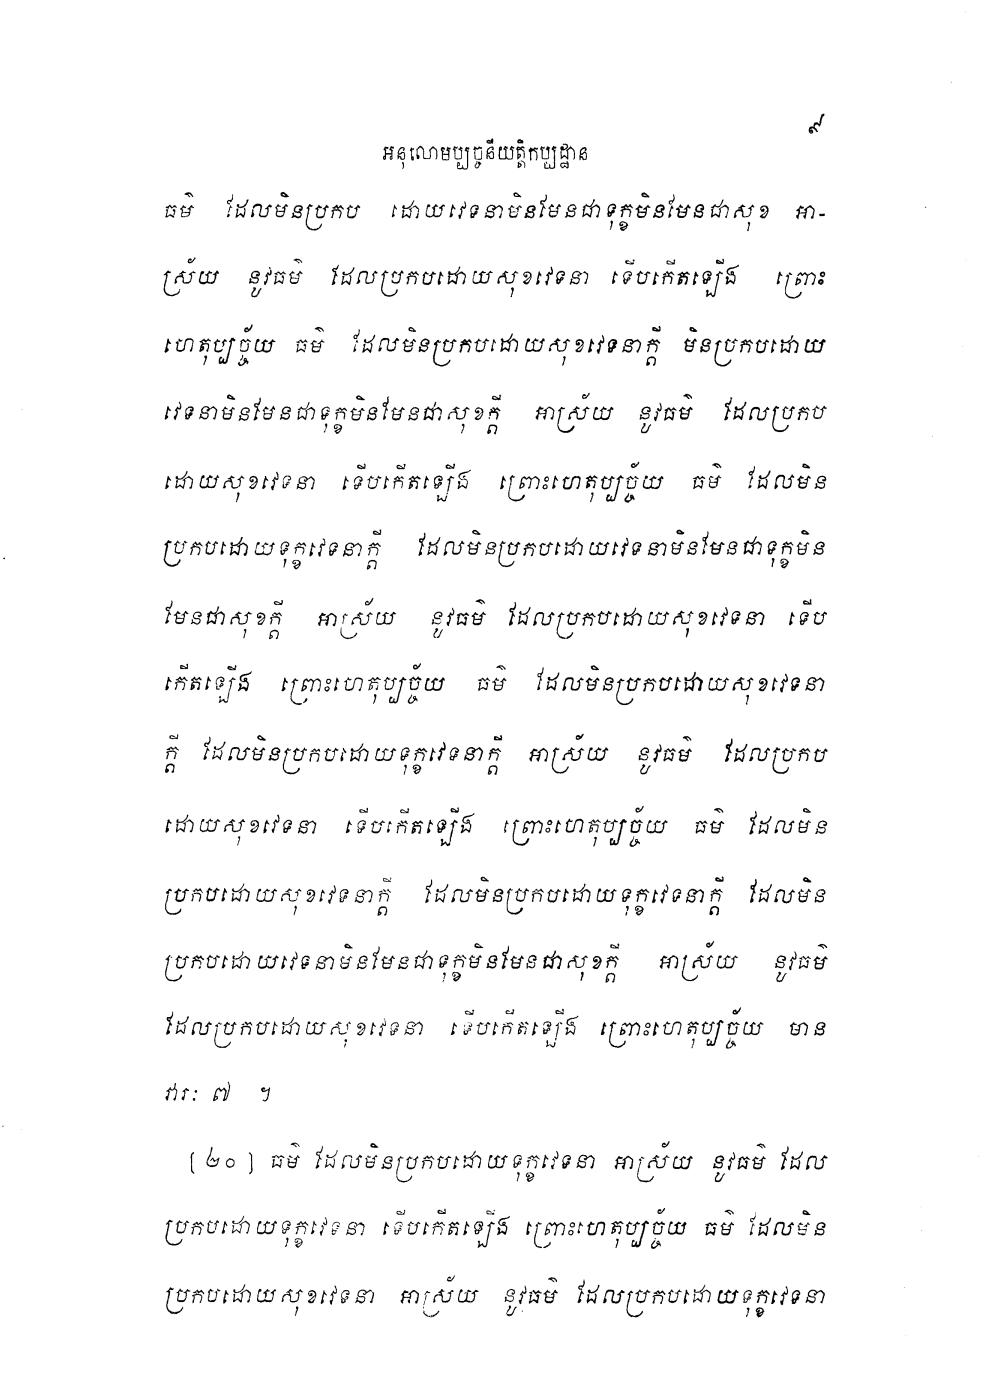 ៩
អនុលោមប្បច្ចនីយត្តិកប្បដ្ឋាន
ធម៌ ដែលមិនប្រកប ដោយវេទនាមិនមែនជាទុក្ខមិនមែនជាសុខ អា-
ស្រ័យ នូវធម៌ ដែលប្រកបដោយសុខវេទនា ទើបកើតឡើង ព្រោះ
ហេតុប្បច្ច័យ ធម៌ ដែលមិនប្រកបដោយសុខវេទនាក្តី មិនប្រកបដោយ
វេទនាមិនមែនជាទុក្ខមិនមែនជាសុខក្តី អាស្រ័យ នូវធម៌ ដែលប្រកប
ដោយសុខវេទនា ទើបកើតឡើង ព្រោះហេតុប្បច្ច័យ ធម៌ ដែលមិន
ប្រកបដោយទុក្ខវេទនាក្តី ដែលមិនប្រកបដោយវេទនាមិនមែនជាទុក្ខមិន
មែនជាសុខក្តី អាស្រ័យ នូវធម៌ ដែលប្រកបដោយសុខវេទនា ទើប
កើតឡើង ព្រោះហេតុប្បច្ច័យ ធម៌ ដែលមិនប្រកបដោយសុខវេទនា
ក្តី ដែលមិនប្រកបដោយទុក្ខវេទនាក្តី អាស្រ័យ នូវធម៌ ដែលប្រកប
ដោយសុខវេទនា ទើបកើតឡើង ព្រោះហេតុប្បច្ច័យ ធម៌ ដែលមិន
ប្រកបដោយសុខវេទនាក្តី ដែលមិនប្រកបដោយទុក្ខវេទនាក្តី ដែលមិន
ប្រកបដោយវេទនាមិនមែនជាទុក្ខមិនមែនជាសុខក្តី អាស្រ័យ នូវធម៌
ដែលប្រកបដោយសុខវេទនា ទើបកើតឡើង ព្រោះហេតុប្បច្ច័យ មាន
វារៈ ៧ ។
[២០] ធម៌ ដែលមិនប្រកបដោយទុក្ខវេទនា អាស្រ័យ នូវធម៌ ដែល
ប្រកបដោយទុក្ខវេទនា ទើបកើតឡើង ព្រោះហេតុប្បច្ច័យ ធម៌ ដែលមិន
ប្រកបដោយសុខវេទនា អាស្រ័យ នូវធម៌ ដែលប្រកបដោយទុក្ខវេទនា